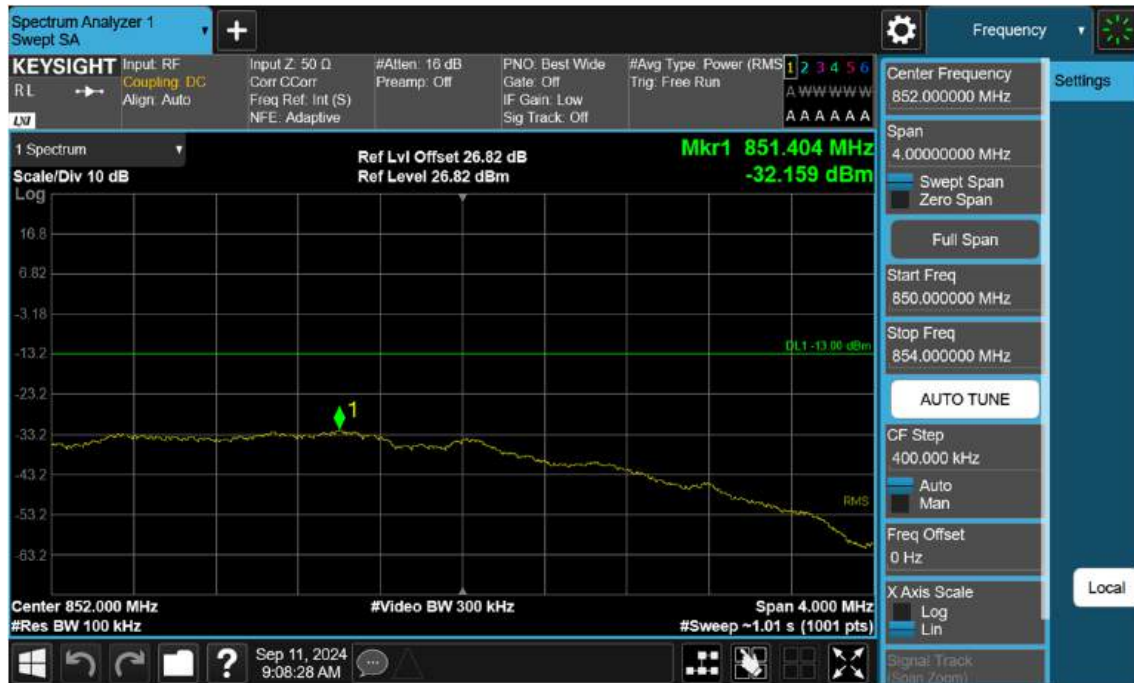 Spectrum Analyzer 1
Swept SA
Frequency
KEYSIGHT
RL
LXI
Input: RF
Coupling: DC
Align: Auto
Input Z: 50 Ω
Corr CCorr
Freq Ref: Int (S)
NFE: Adaptive
#Atten: 16 dB
Preamp: Off
PNO: Best Wide
Gate: Off
IF Gain: Low
Sig Track: Off
#Avg Type: Power (RMS
Trig: Free Run
1 2 3 4 5 6
A W W W W W
A A A A A A
1 Spectrum
Scale/Div 10 dB
Ref Lvl Offset 26.82 dB
Ref Level 26.82 dBm
Mkr1 851.404 MHz
-32.159 dBm
Log
16.8
6.82
-3.18
-13.2
-23.2
-33.2
-43.2
-53.2
-63.2
DL1 -13.00 dBm
1
RMS
Center 852.000 MHz
#Res BW 100 kHz
#Video BW 300 kHz
Span 4.000 MHz
#Sweep ~1.01 s (1001 pts)
Center Frequency
852.000000 MHz
Span
4.00000000 MHz
Swept Span
Zero Span
Full Span
Start Freq
850.000000 MHz
Stop Freq
854.000000 MHz
AUTO TUNE
CF Step
400.000 kHz
Auto
Man
Freq Offset
0 Hz
X Axis Scale
Log
Lin
Signal Track
(Span Zoom)
Settings
Local
?
Sep 11, 2024
9:08:28 AM